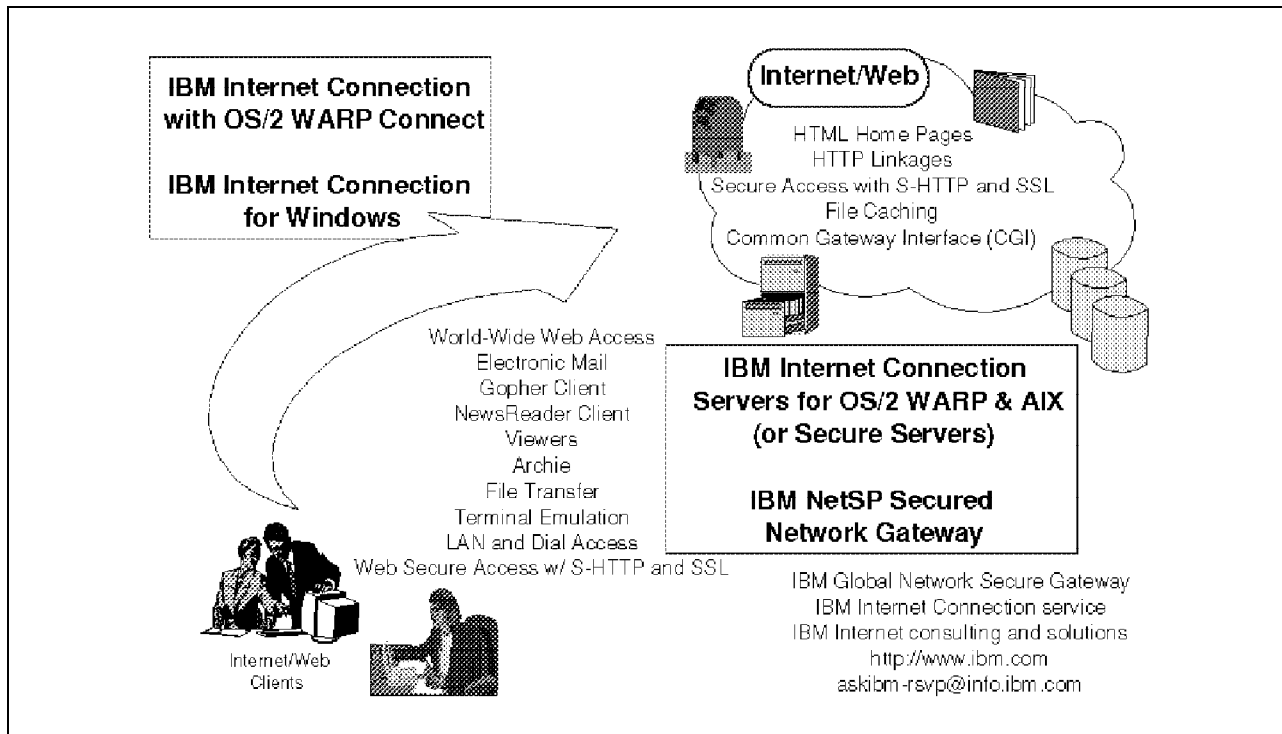 IBM Internet Connection
with OS/2 WARP Connect
IBM Internet Connection
for Windows
Internet/Web
HTML Home Pages
HTTP Linkages
Secure Access with S-HTTP and SSL
File Caching
Common Gateway Interface (CGI)
World-Wide Web Access
Electronic Mail
Gopher Client
NewsReader Client
Viewers
Archie
File Transfer
Terminal Emulation
LAN and Dial Access
Web Secure Access w/ S-HTTP and SSL
Internet/Web
Clients
IBM Internet Connection
Servers for OS/2 WARP & AIX
(or Secure Servers)
IBM NetSP Secured
Network Gateway
IBM Global Network Secure Gateway
IBM Internet Connection service
IBM Internet consulting and solutions
http://www.ibm.com
askibm-rsvp@info.ibm.com